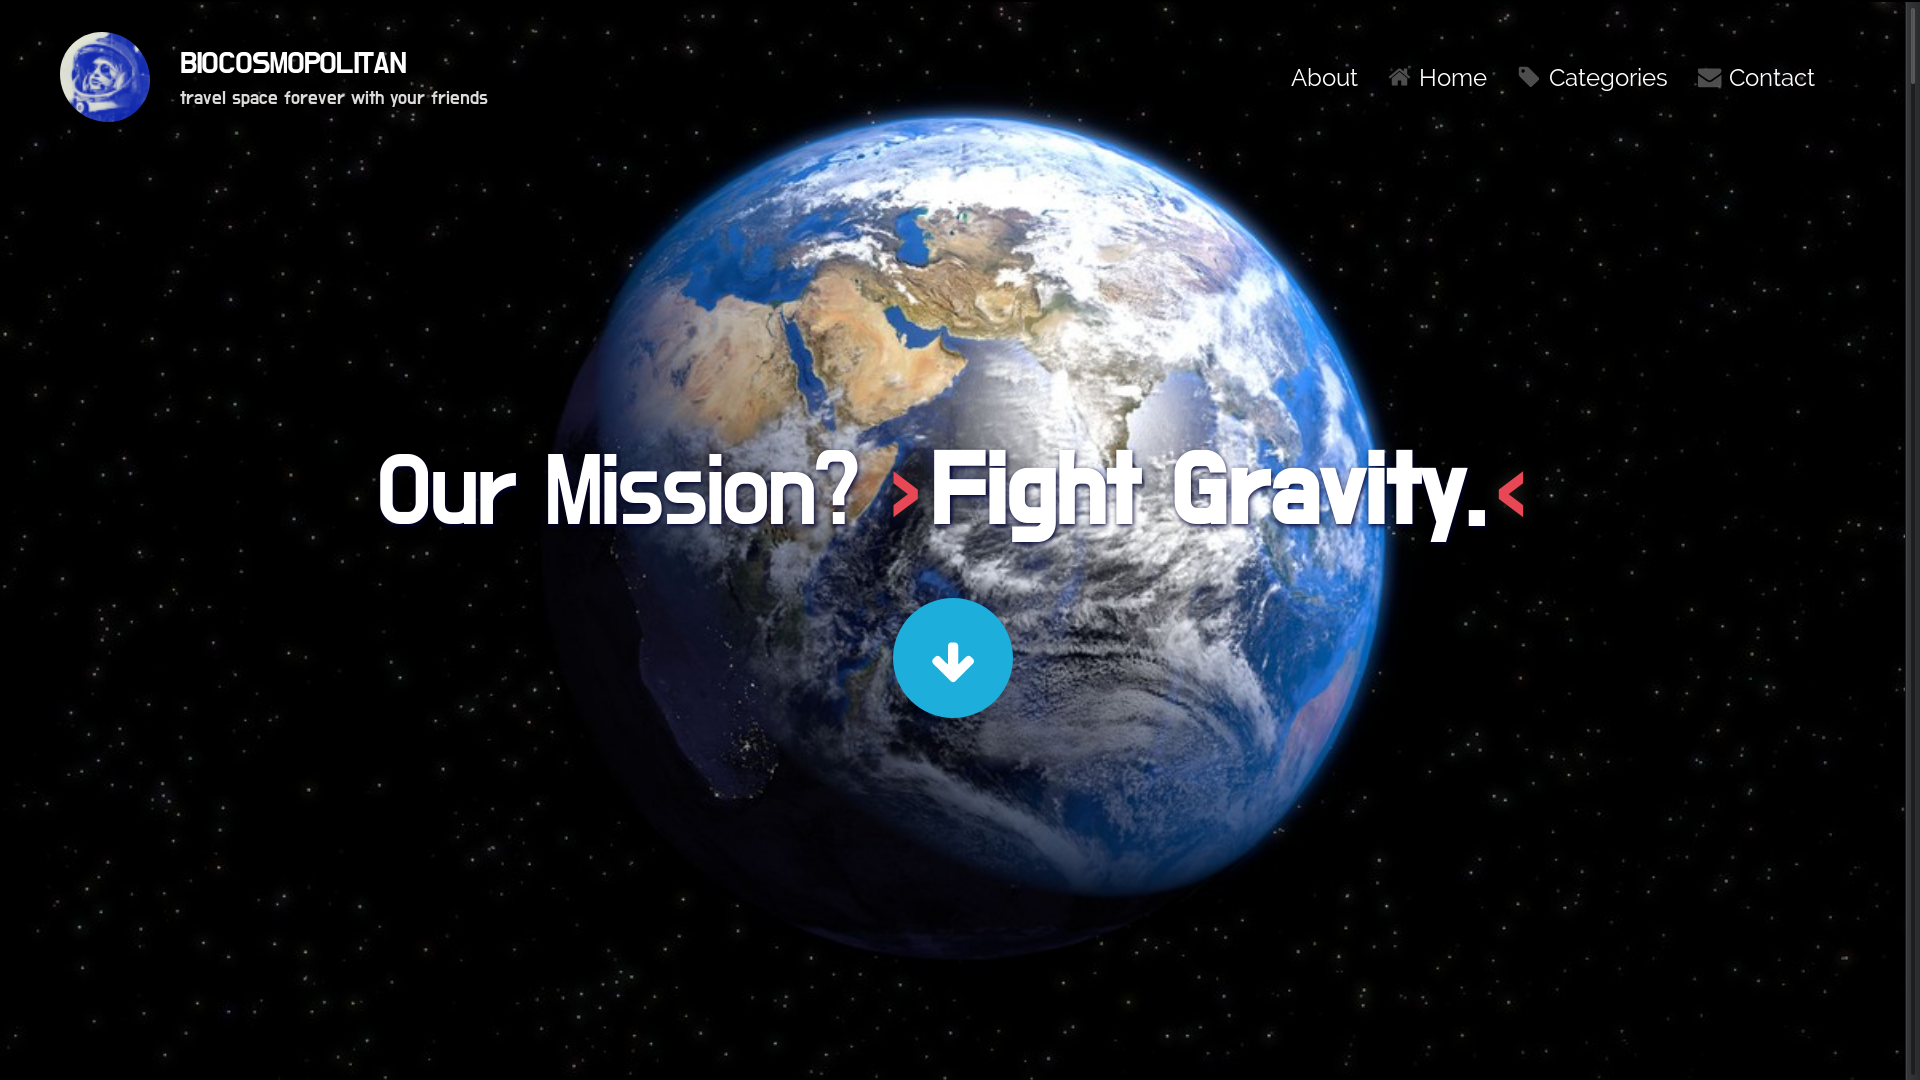 BIOCOSMOPOLITAN
travel space forever with your friends
About Home Categories Contact
Our Mission? >Fight Gravity.<